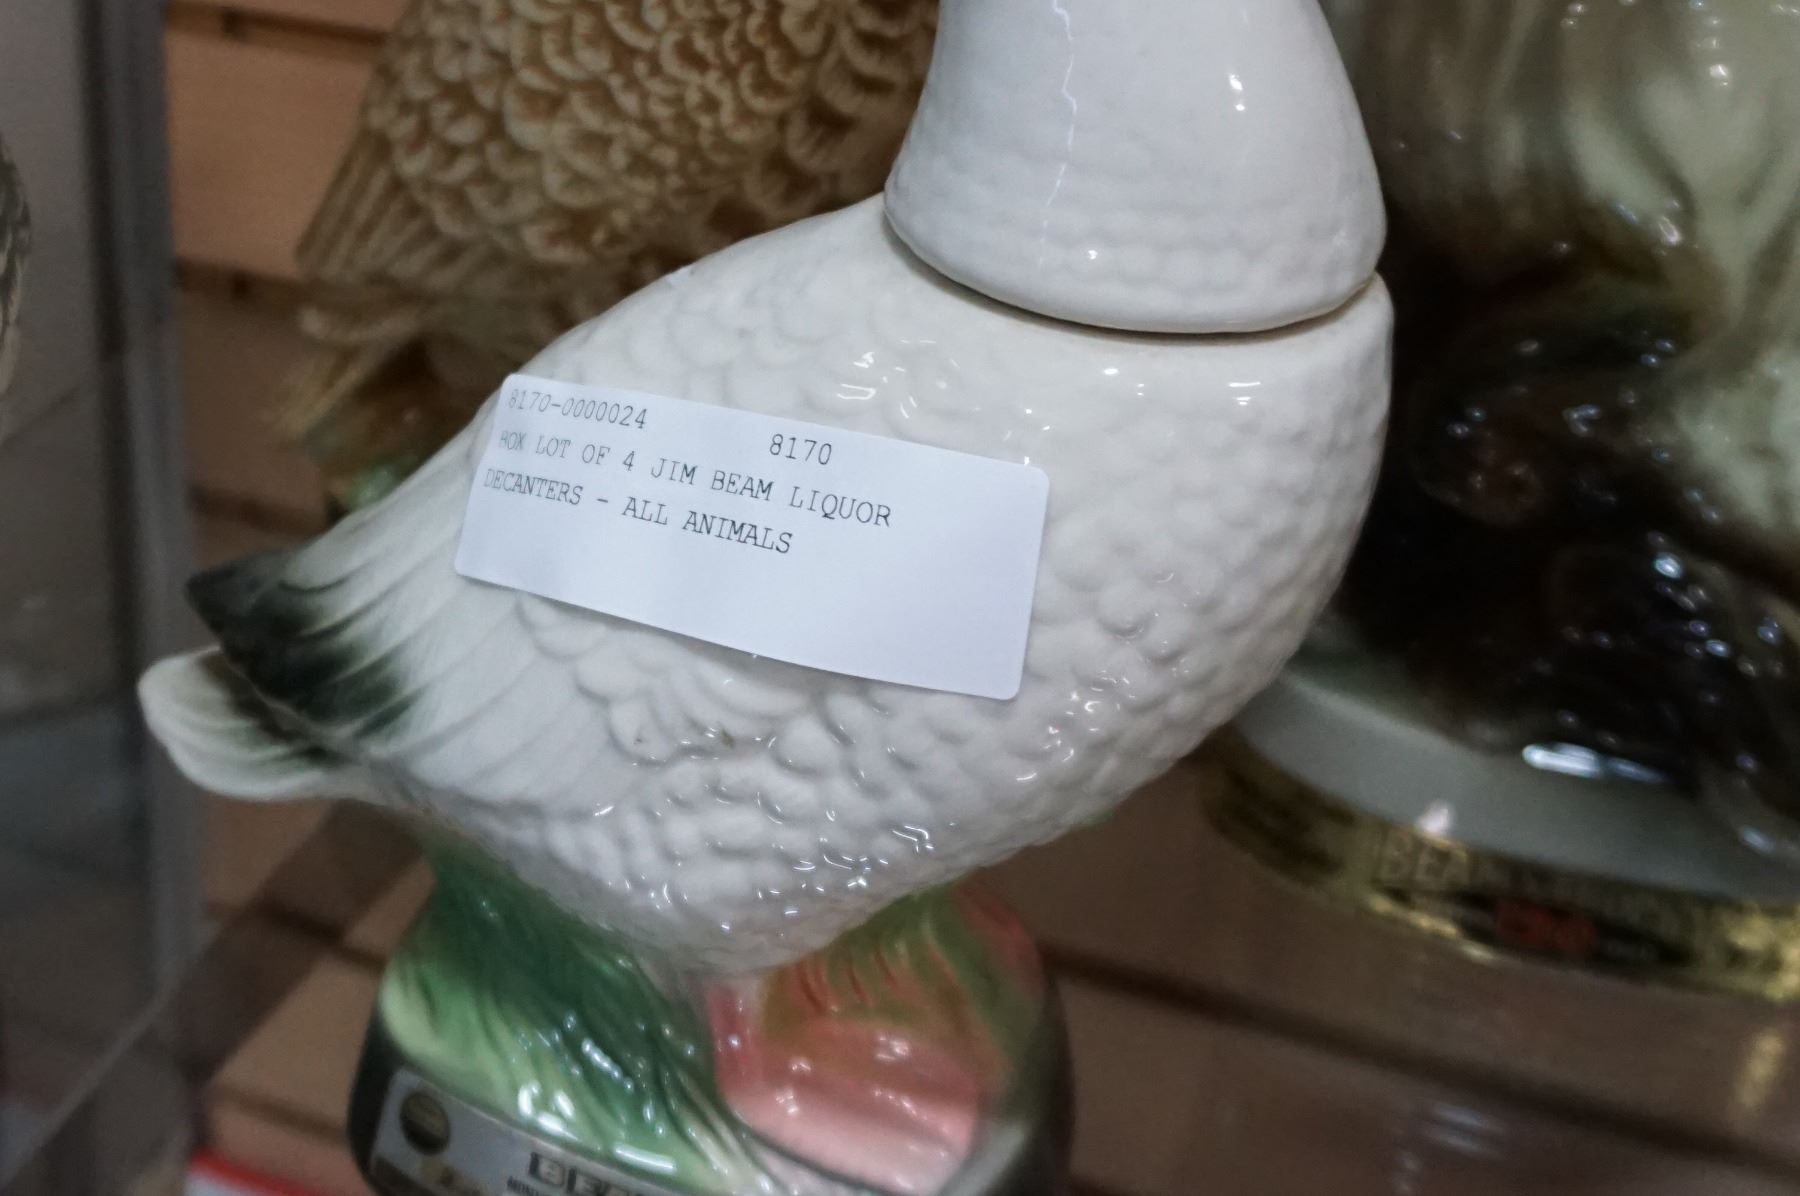 8170-0000024
8170
BOX LOT OF 4 JIM BEAM LIQUOR
DECANTERS - ALL ANIMALS